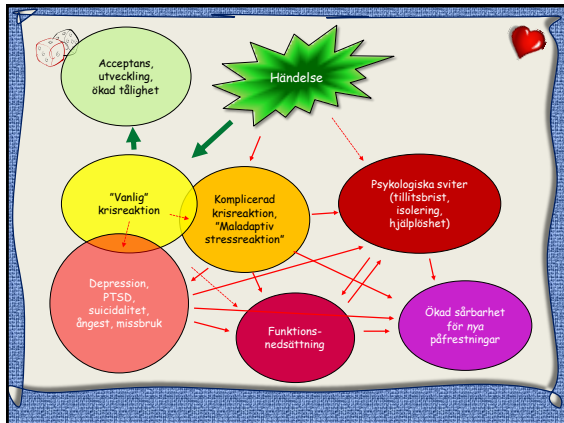 Acceptans,
utveckling,
ökad tålighet
Händelse
"Vanlig"
krisreaktion
Komplicerad
krisreaktion,
"Maladaptiv
stressreaktion"
Psykologiska sviter
(tillitsbrist,
isolering,
hjälplöshet)
Depression,
PTSD,
suicidalitet,
ångest, missbruk
Funktions-
nedsättning
Ökad sårbarhet
för nya
påfrestningar